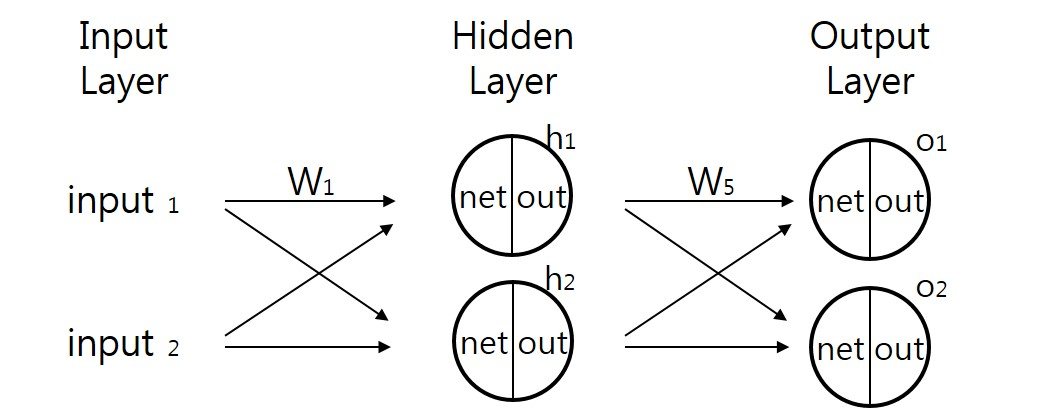 Input
Layer
Hidden
Layer
Output
Layer
input 1
W1
h1
net out
W5
O1
net out
input 2
h2
net out
O2
net out